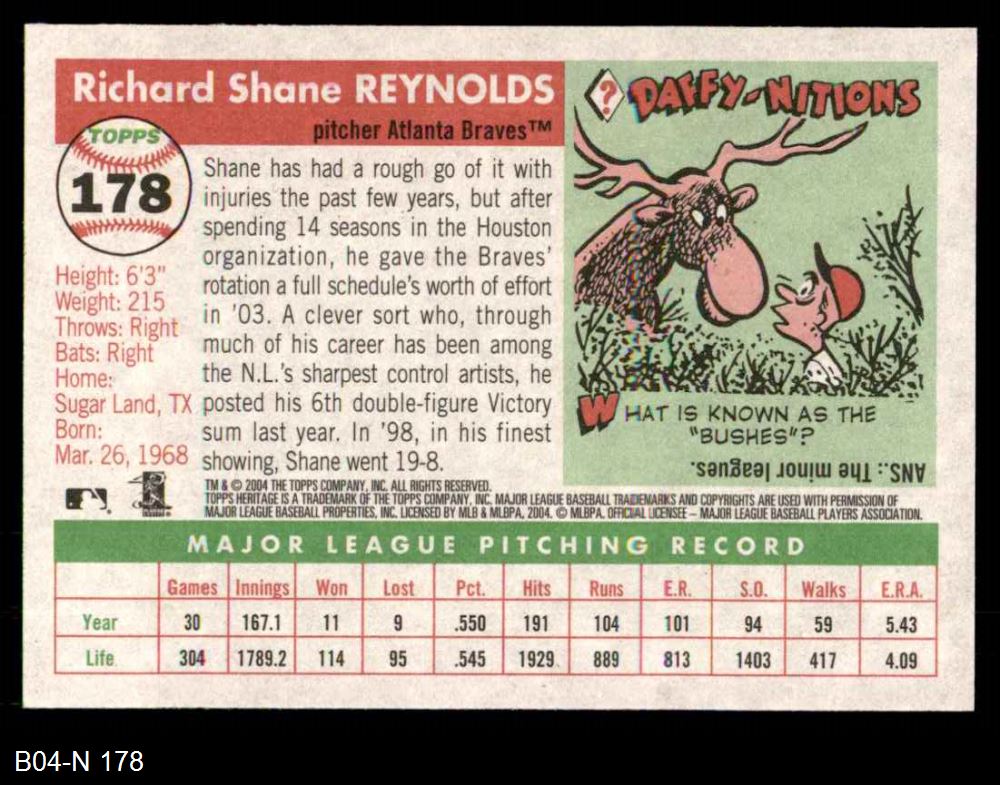 Richard Shane REYNOLDS
pitcher Atlanta Braves™
TOPPS
178
Height: 6'3"
Weight: 215
Throws: Right
Bats: Right
Home:
Sugar Land, TX
Born:
Mar. 26, 1968
Shane has had a rough go of it with
injuries the past few years, but after
spending 14 seasons in the Houston
organization, he gave the Braves'
rotation a full schedule's worth of effort
in '03. A clever sort who, through
much of his career has been among
the N.L.'s sharpest control artists, he
posted his 6th double-figure Victory
sum last year. In '98, in his finest
showing, Shane went 19-8.
? DAFFY-NITIONS
WHAT IS KNOWN AS THE
"BUSHES"?
ANS.: The minor leagues.
TM & © 2004 THE TOPPS COMPANY, INC. ALL RIGHTS RESERVED.
TOPPS HERITAGE IS A TRADEMARK OF THE TOPPS COMPANY, INC. MAJOR LEAGUE BASEBALL TRADEMARKS AND COPYRIGHTS ARE USED WITH PERMISSION OF
MAJOR LEAGUE BASEBALL PROPERTIES, INC. LICENSED BY MLB & MLBPA, 2004. © MLBPA. OFFICIAL LICENSEE – MAJOR LEAGUE BASEBALL PLAYERS ASSOCIATION.
MAJOR LEAGUE PITCHING RECORD
Games Innings Won Lost Pct. Hits Runs E.R. S.O. Walks E.R.A.
Year 30 167.1 11 9 .550 191 104 101 94 59 5.43
Life 304 1789.2 114 95 .545 1929 889 813 1403 417 4.09
B04-N 178